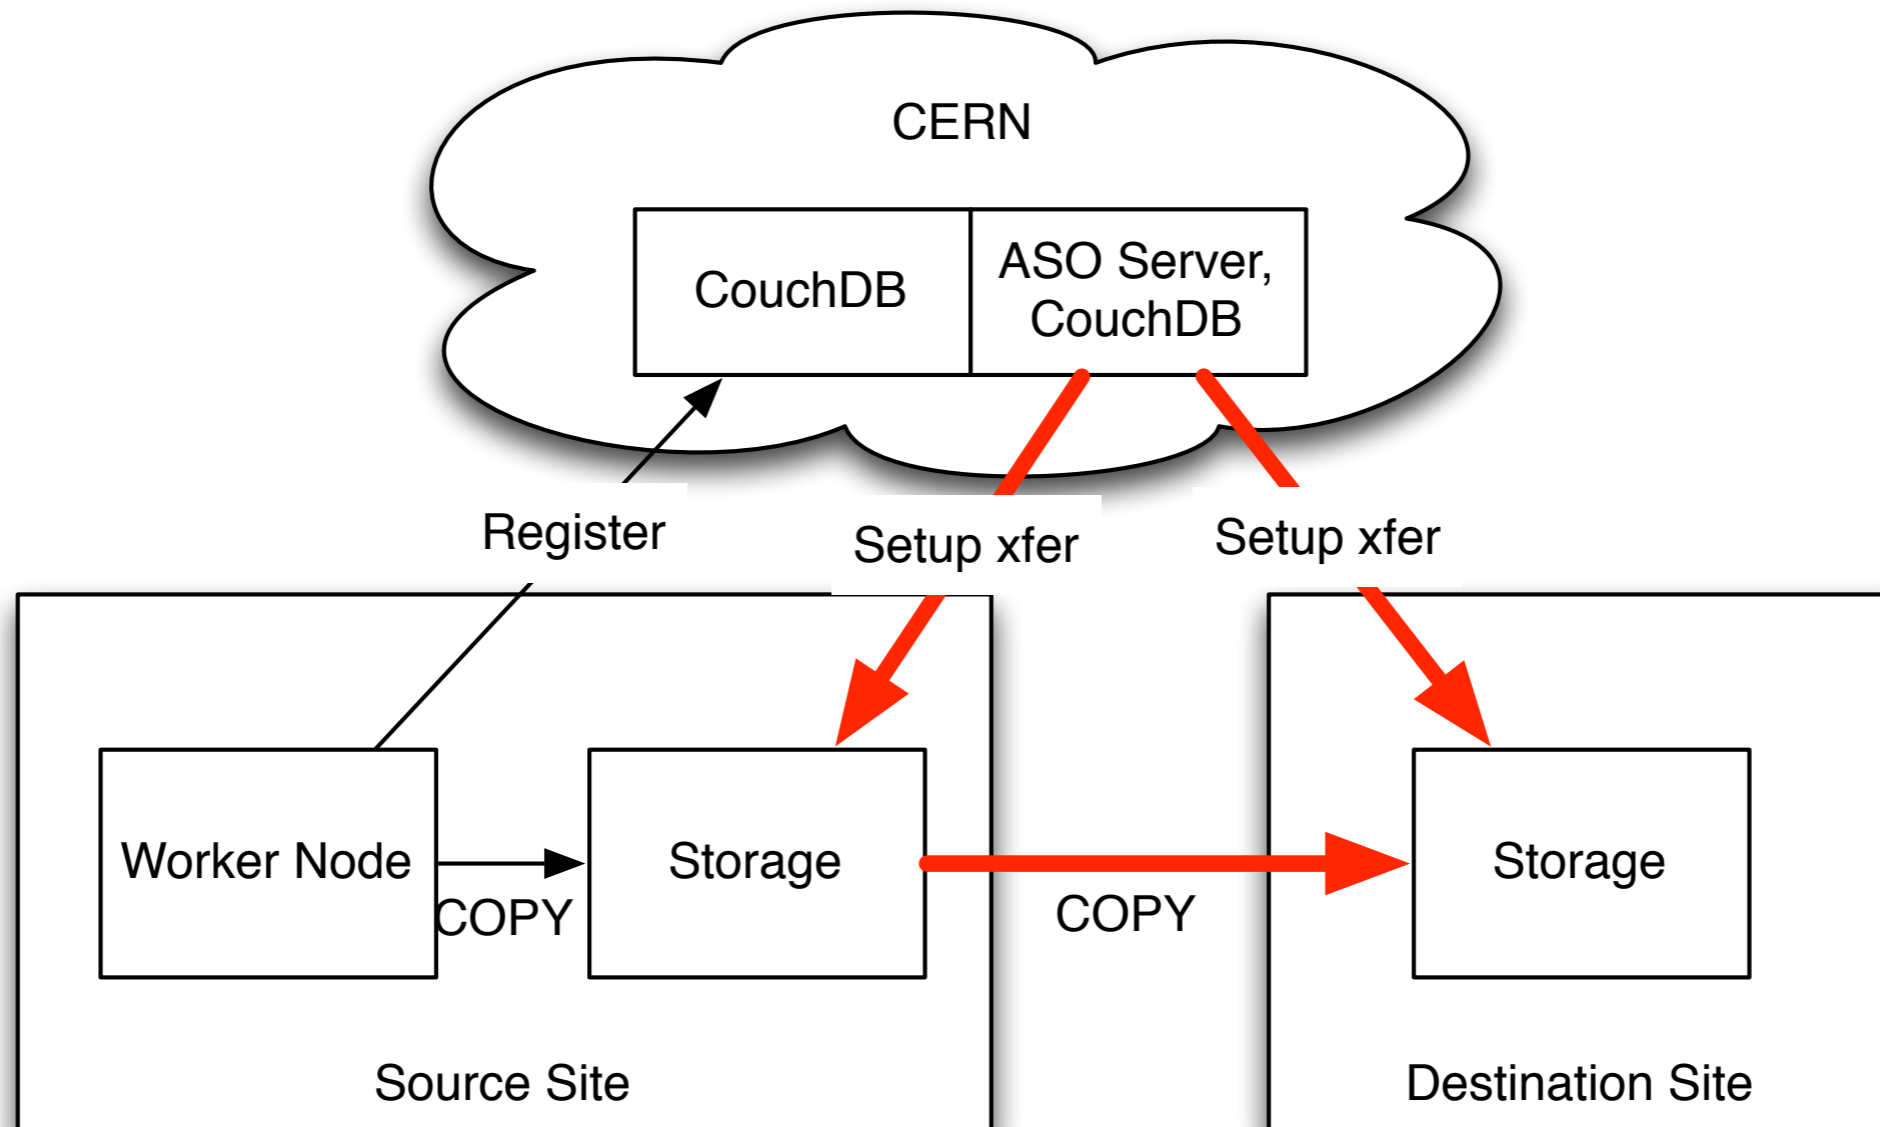 CERN
CouchDB
ASO Server,
CouchDB
Register
Setup xfer
Setup xfer
Worker Node
COPY
Storage
COPY
Storage
Source Site
Destination Site